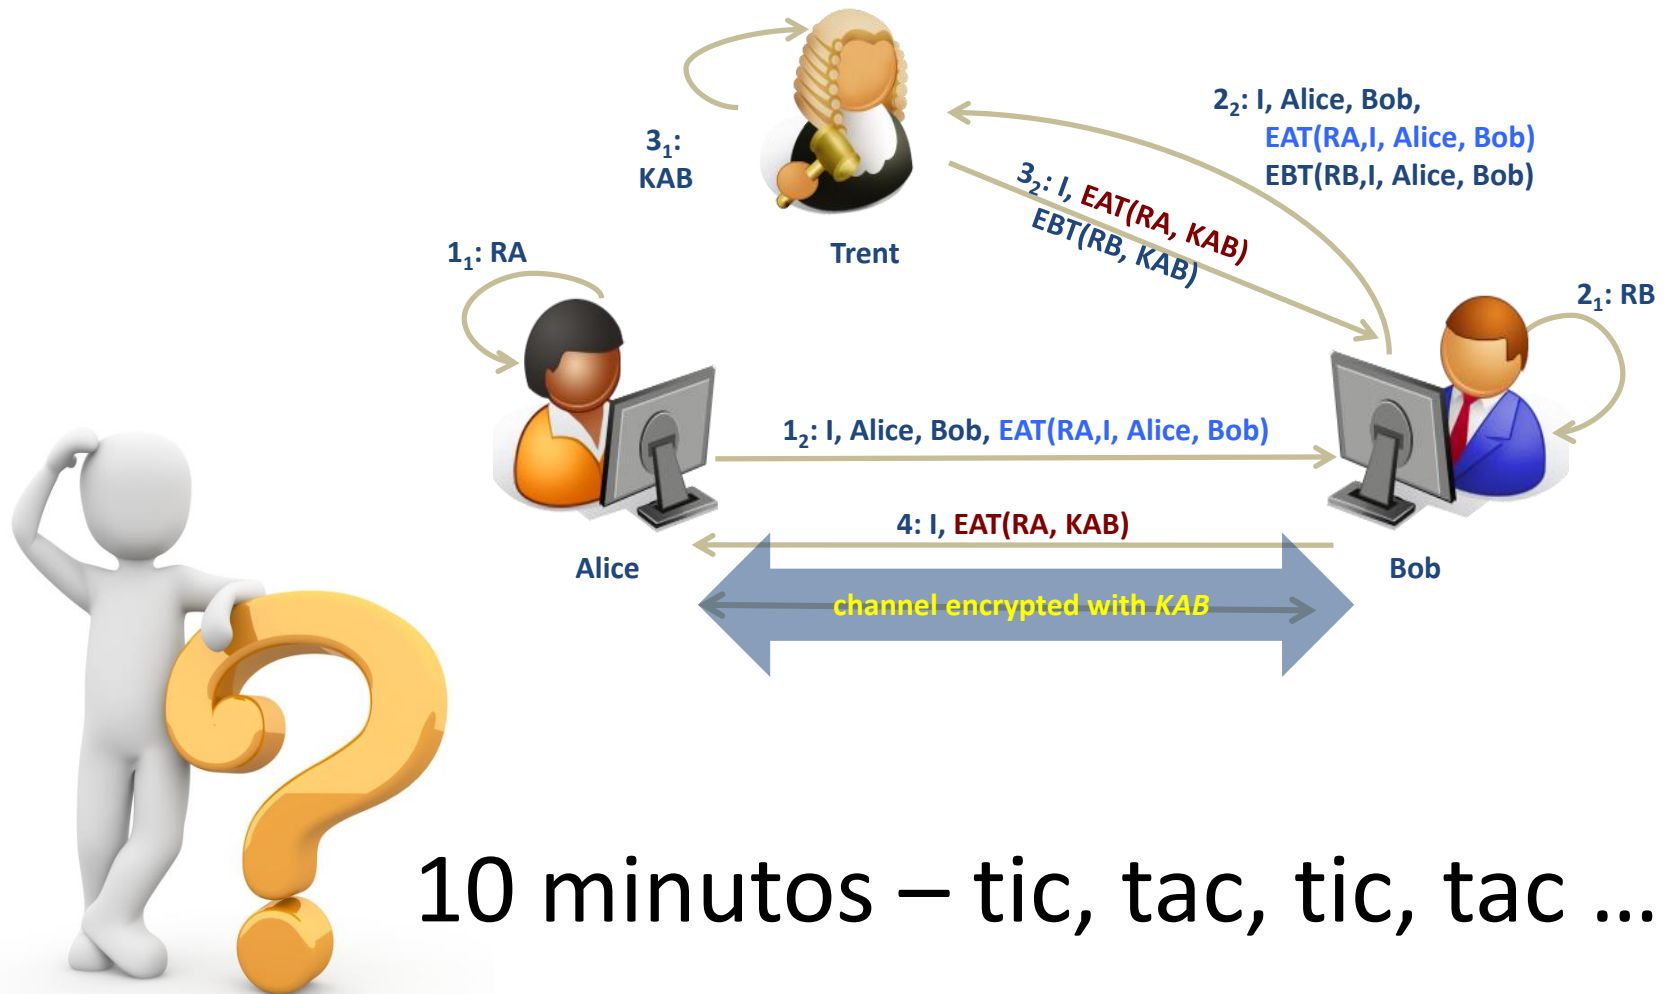 2₂: I, Alice, Bob,
EAT(RA,I, Alice, Bob)
EBT(RB,I, Alice, Bob)
3₁:
KAB
3₂: I, EAT(RA, KAB)
EBT(RB, KAB)
Trent
1₁: RA
2₁: RB
1₂: I, Alice, Bob, EAT(RA,I, Alice, Bob)
4: I, EAT(RA, KAB)
Alice
Bob
channel encrypted with KAB
10 minutos – tic, tac, tic, tac ...